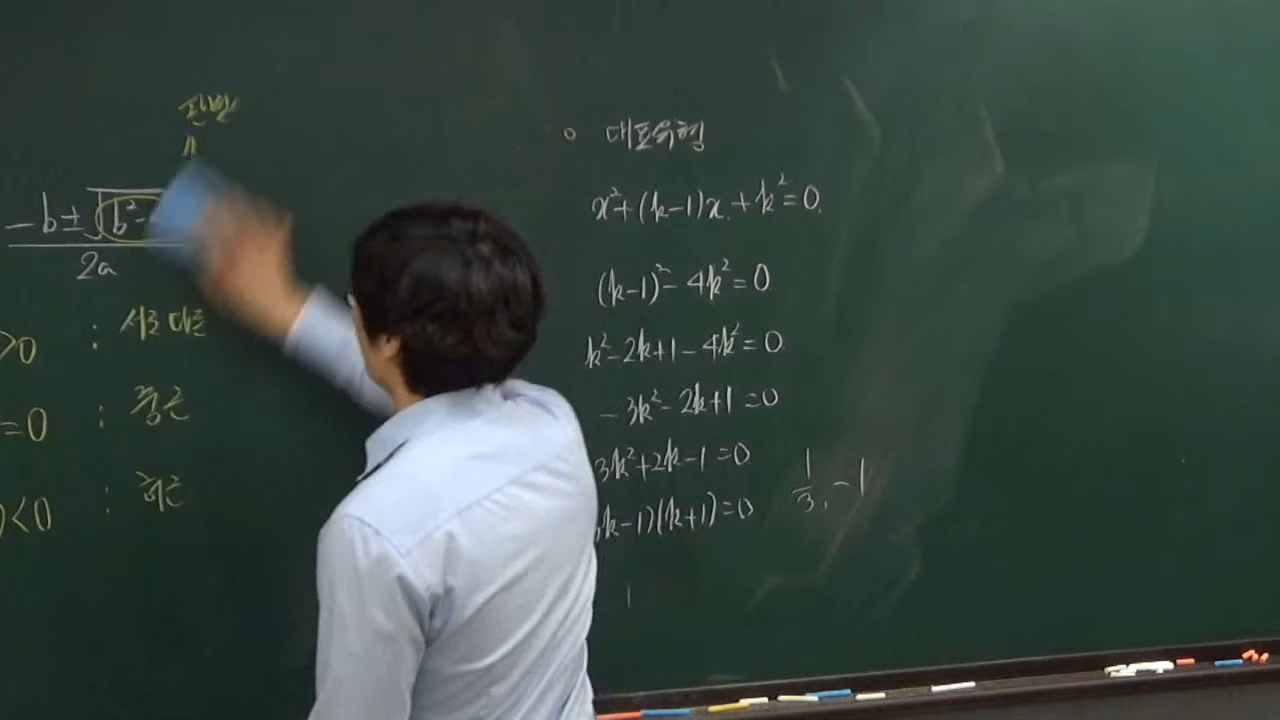 판별
-b±√b²-
2a
>0 : 서로 다른
=0 : 중근
<0 : 허근
○ 대표유형
x²+(k-1)x+k²=0
(k-1)²-4k²=0
k²-2k+1-4k²=0
-3k²-2k+1=0
3k²+2k-1=0
3k-1)(k+1)=0
1/3, -1